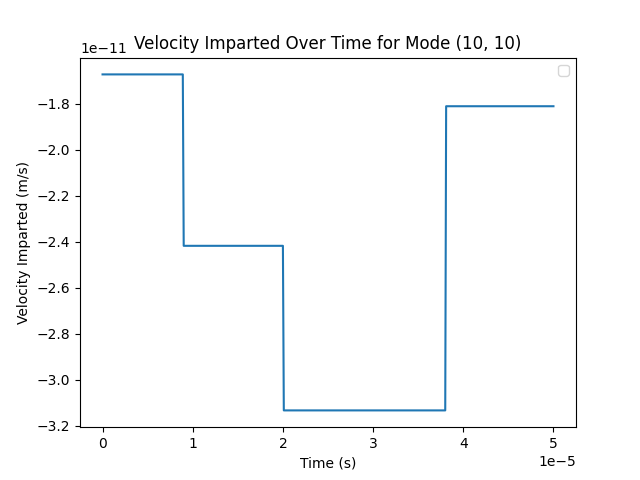 1e−11
Velocity Imparted Over Time for Mode (10, 10)
Velocity Imparted (m/s)
−1.8
−2.0
−2.2
−2.4
−2.6
−2.8
−3.0
−3.2
0 1 2 3 4 5
Time (s)
1e−5